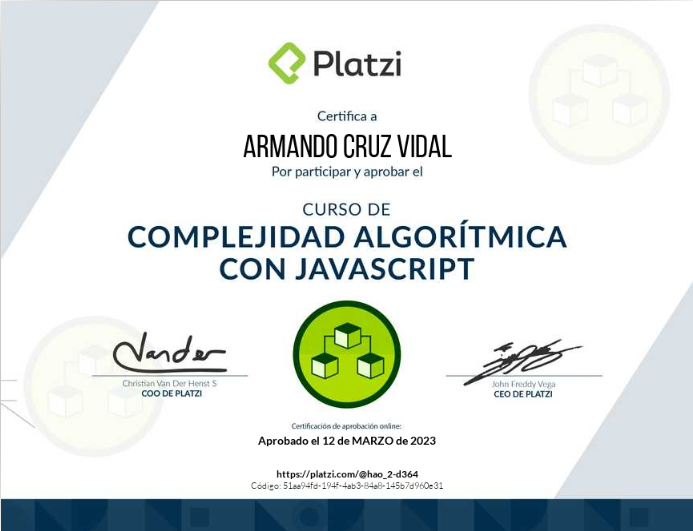 Platzi
Certifica a
ARMANDO CRUZ VIDAL
Por participar y aprobar el
CURSO DE
COMPLEJIDAD ALGORÍTMICA
CON JAVASCRIPT
Christian Van Der Henst S
COO DE PLATZI
John Freddy Vega
CEO DE PLATZI
Certificación de aprobación online:
Aprobado el 12 de MARZO de 2023
https://platzi.com/@hao_2-d364
Código: 51aa94fd-194f-4ab3-84a8-145b7d960e31